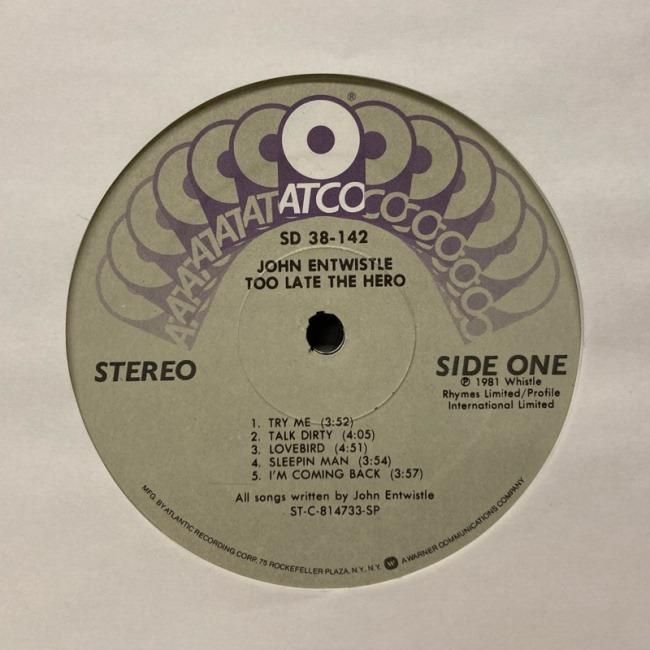 ®
ATCO
SD 38-142
JOHN ENTWISTLE
TOO LATE THE HERO
STEREO
SIDE ONE
℗ 1981 Whistle
Rhymes Limited/Profile
International Limited
1. TRY ME (3:52)
2. TALK DIRTY (4:05)
3. LOVEBIRD (4:51)
4. SLEEPIN MAN (3:54)
5. I'M COMING BACK (3:57)
All songs written by John Entwistle
ST-C-814733-SP
MFG. BY ATLANTIC RECORDING CORP. 75 ROCKEFELLER PLAZA, N.Y., N.Y. W A WARNER COMMUNICATIONS COMPANY